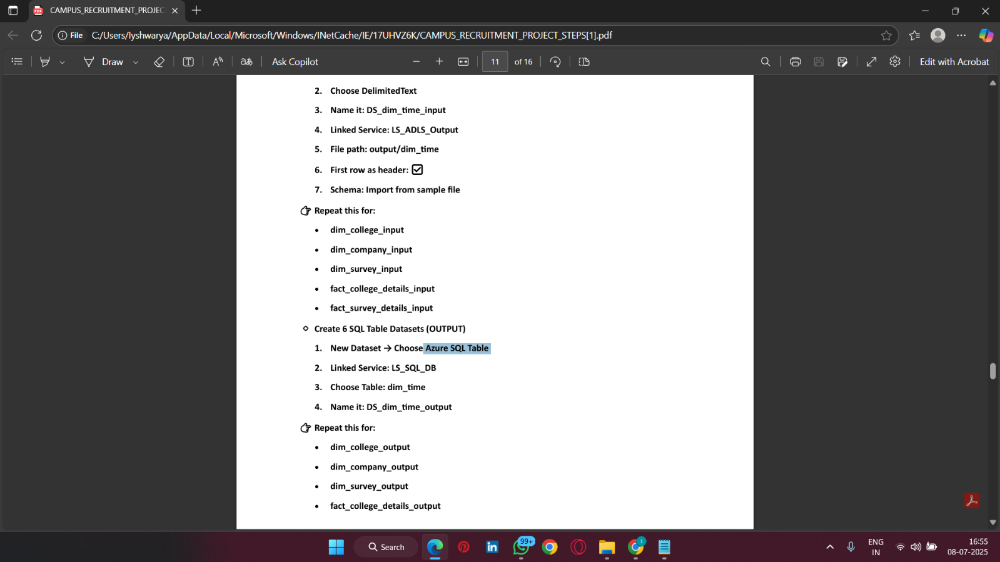 CAMPUS_RECRUITMENT_PROJEC
File C:/Users/Iyshwarya/AppData/Local/Microsoft/Windows/INetCache/IE/17UHVZ6K/CAMPUS_RECRUITMENT_PROJECT_STEPS[1].pdf
Draw aあ Ask Copilot 11 of 16 Edit with Acrobat
2. Choose DelimitedText
3. Name it: DS_dim_time_input
4. Linked Service: LS_ADLS_Output
5. File path: output/dim_time
6. First row as header: ☑
7. Schema: Import from sample file
Repeat this for:
• dim_college_input
• dim_company_input
• dim_survey_input
• fact_college_details_input
• fact_survey_details_input
Create 6 SQL Table Datasets (OUTPUT)
1. New Dataset → Choose Azure SQL Table
2. Linked Service: LS_SQL_DB
3. Choose Table: dim_time
4. Name it: DS_dim_time_output
Repeat this for:
• dim_college_output
• dim_company_output
• dim_survey_output
• fact_college_details_output
Search 99+ ENG 16:55
IN 08-07-2025